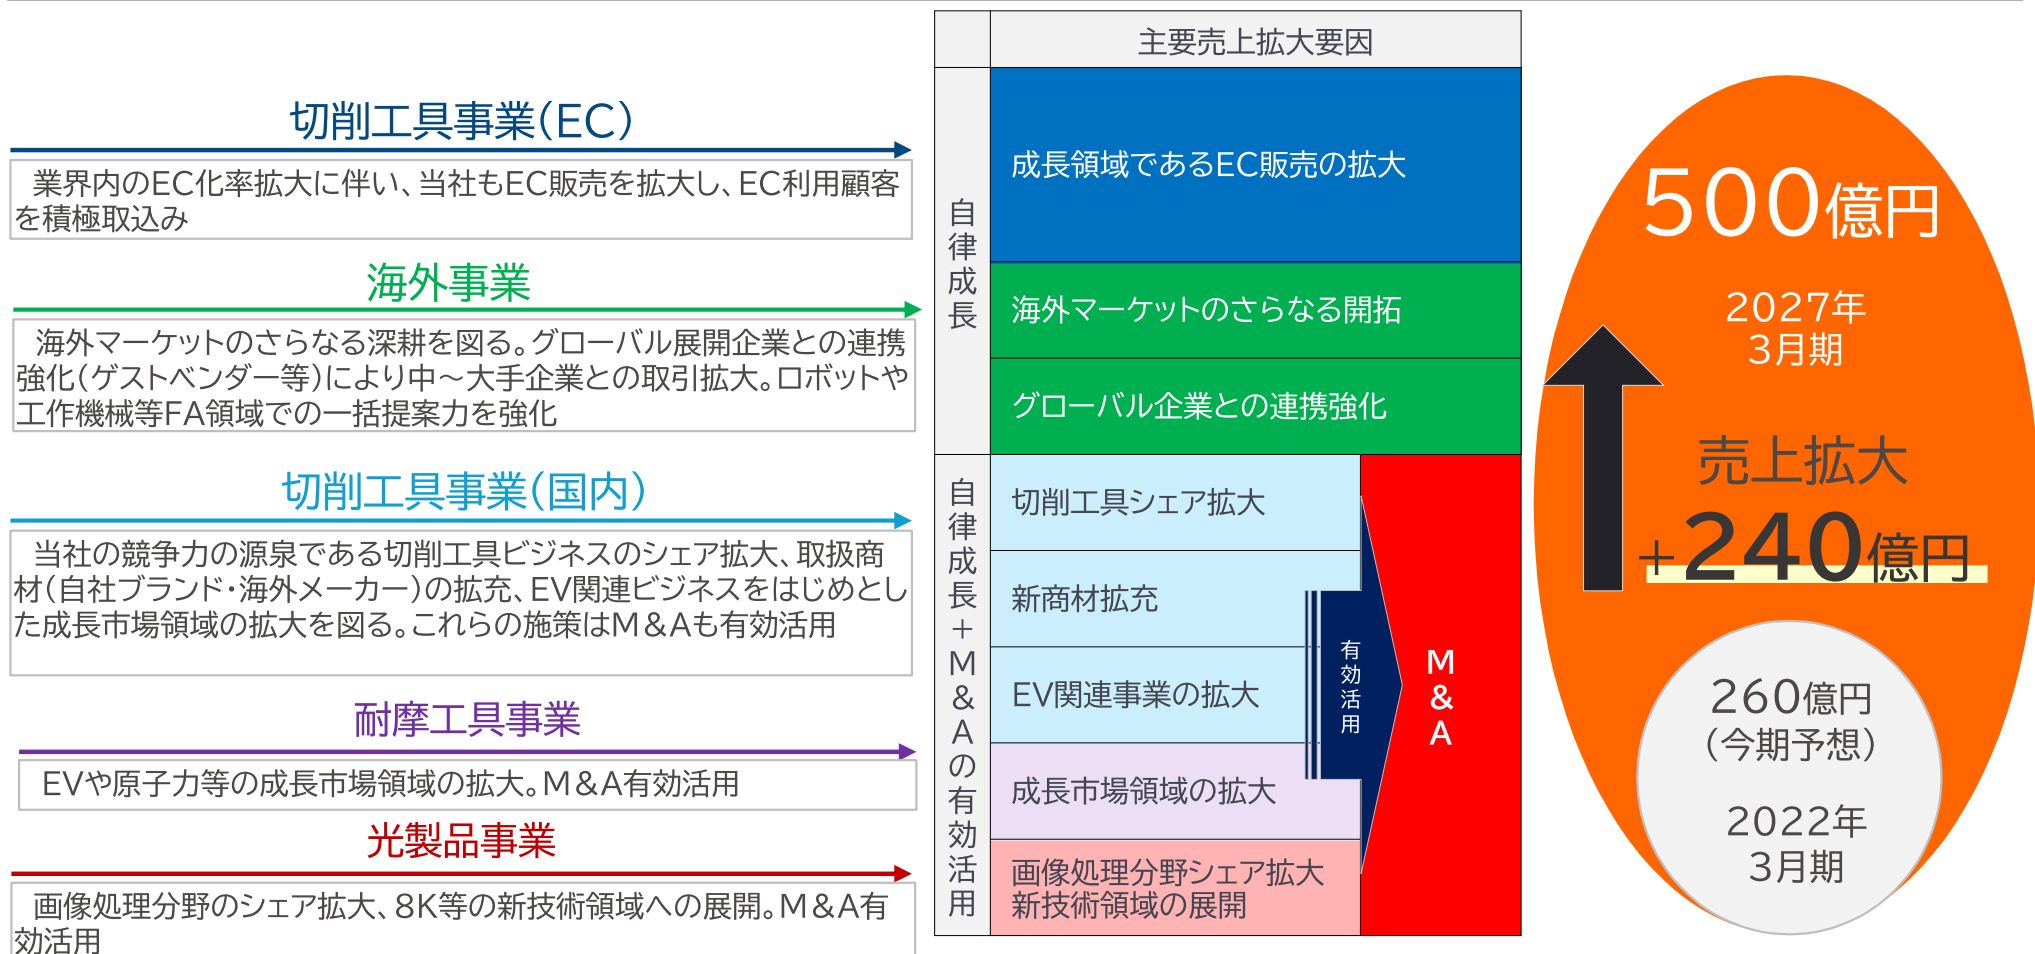 切削工具事業（EC）
業界内のEC化率拡大に伴い、当社もEC販売を拡大し、EC利用顧客
を積極取込み
海外事業
海外マーケットのさらなる深耕を図る。グローバル展開企業との連携
強化（ゲストベンダー等）により中～大手企業との取引拡大。ロボットや
工作機械等FA領域での一括提案力を強化
切削工具事業（国内）
当社の競争力の源泉である切削工具ビジネスのシェア拡大、取扱商
材（自社ブランド・海外メーカー）の拡充、EV関連ビジネスをはじめとし
た成長市場領域の拡大を図る。これらの施策はM＆Aも有効活用
耐摩工具事業
EVや原子力等の成長市場領域の拡大。M＆A有効活用
光製品事業
画像処理分野のシェア拡大、8K等の新技術領域への展開。M＆A有
効活用
主要売上拡大要因
自律成長
成長領域であるEC販売の拡大
海外マーケットのさらなる開拓
グローバル企業との連携強化
自律成長＋M＆Aの有効活用
切削工具シェア拡大
新商材拡充
EV関連事業の拡大
成長市場領域の拡大
画像処理分野シェア拡大
新技術領域の展開
有効活用
M＆A
500億円
2027年
3月期
売上拡大
+240億円
260億円
（今期予想）
2022年
3月期